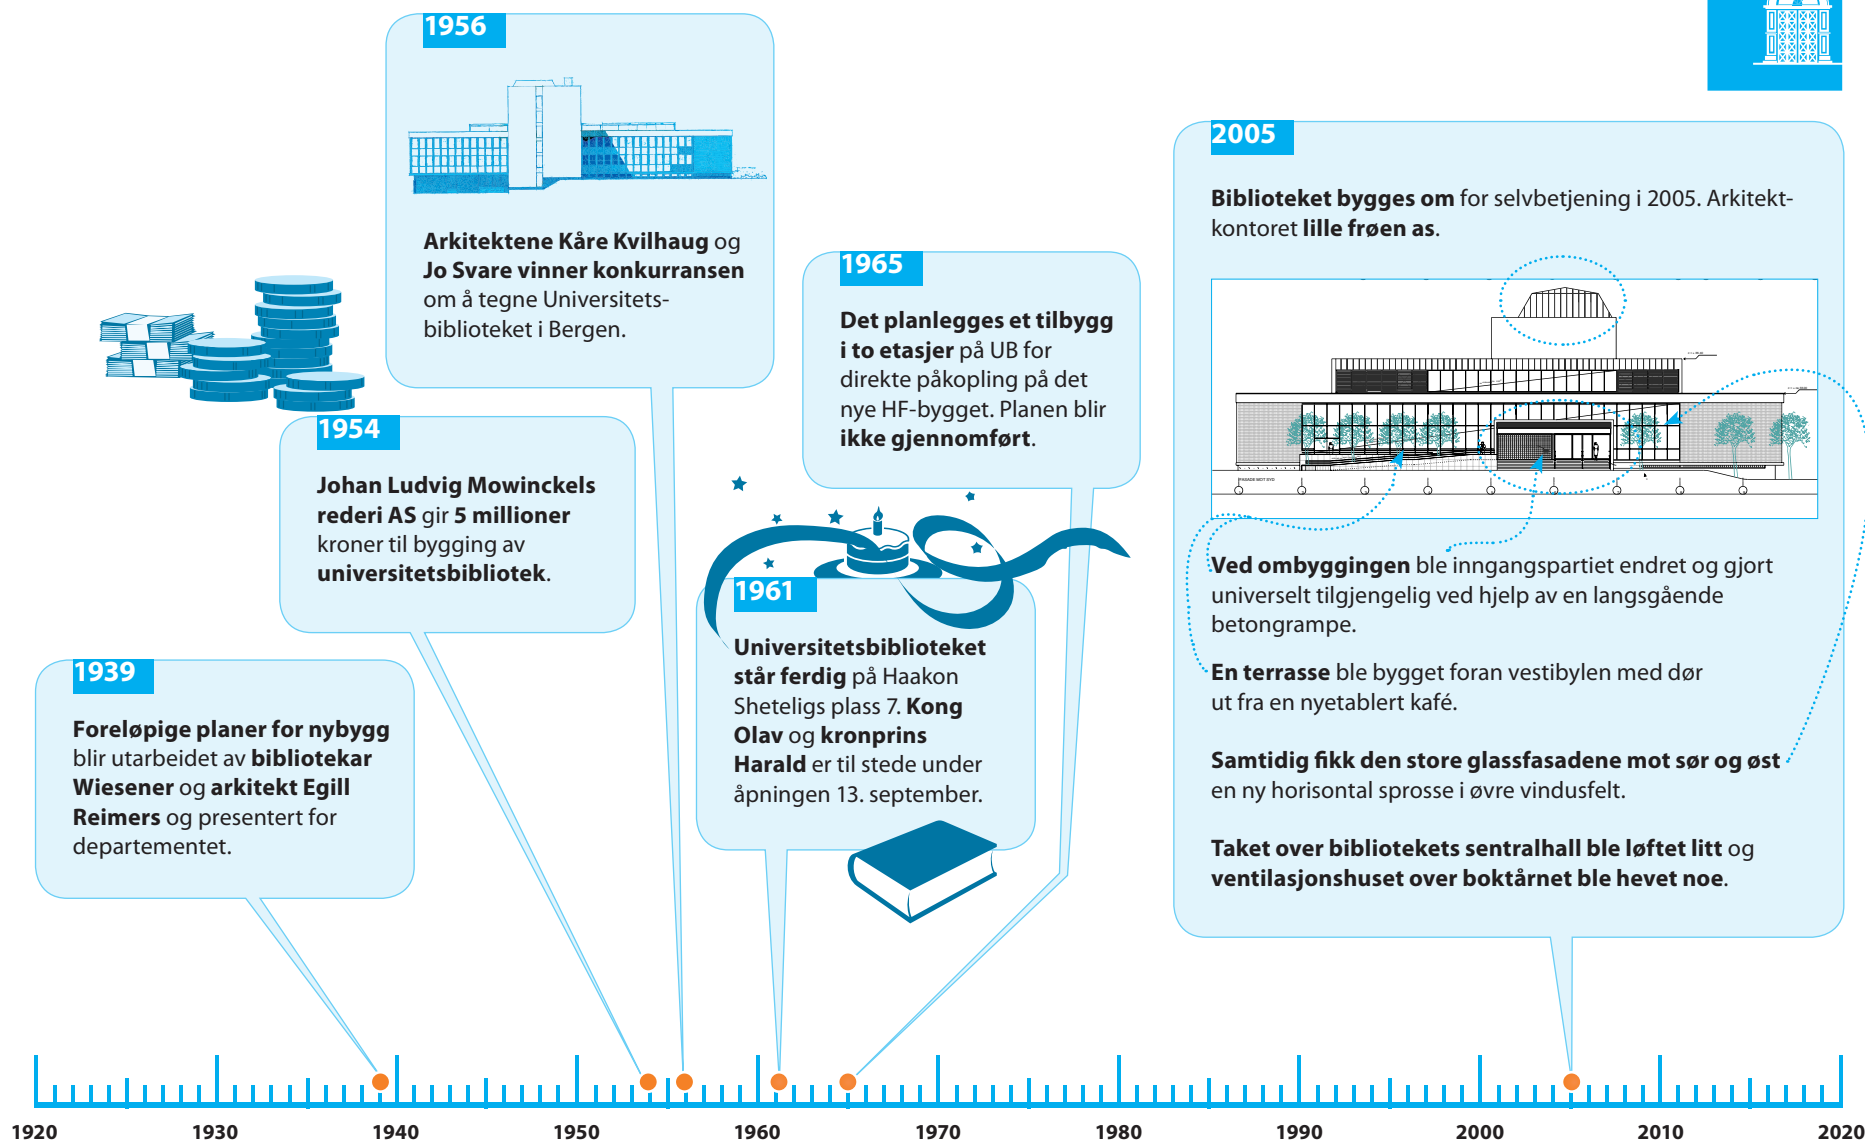 1956
Arkitektene Kåre Kvilhaug og
Jo Svare vinner konkurransen
om å tegne Universitets-
biblioteket i Bergen.
1954
Johan Ludvig Mowinckels
rederi AS gir 5 millioner
kroner til bygging av
universitetsbibliotek.
1939
Foreløpige planer for nybygg
blir utarbeidet av bibliotekar
Wiesener og arkitekt Egill
Reimers og presentert for
departementet.
1965
Det planlegges et tilbygg
i to etasjer på UB for
direkte påkopling på det
nye HF-bygget. Planen blir
ikke gjennomført.
1961
Universitetsbiblioteket
står ferdig på Haakon
Sheteligs plass 7. Kong
Olav og kronprins
Harald er til stede under
åpningen 13. september.
2005
Biblioteket bygges om for selvbetjening i 2005. Arkitekt-
kontoret lille frøen as.
FASADE MOT SYD
Ved ombyggingen ble inngangspartiet endret og gjort
universelt tilgjengelig ved hjelp av en langsgående
betongrampe.
En terrasse ble bygget foran vestibylen med dør
ut fra en nyetablert kafé.
Samtidig fikk den store glassfasadene mot sør og øst
en ny horisontal sprosse i øvre vindusfelt.
Taket over bibliotekets sentralhall ble løftet litt og
ventilasjonshuset over boktårnet ble hevet noe.
1920 1930 1940 1950 1960 1970 1980 1990 2000 2010 2020